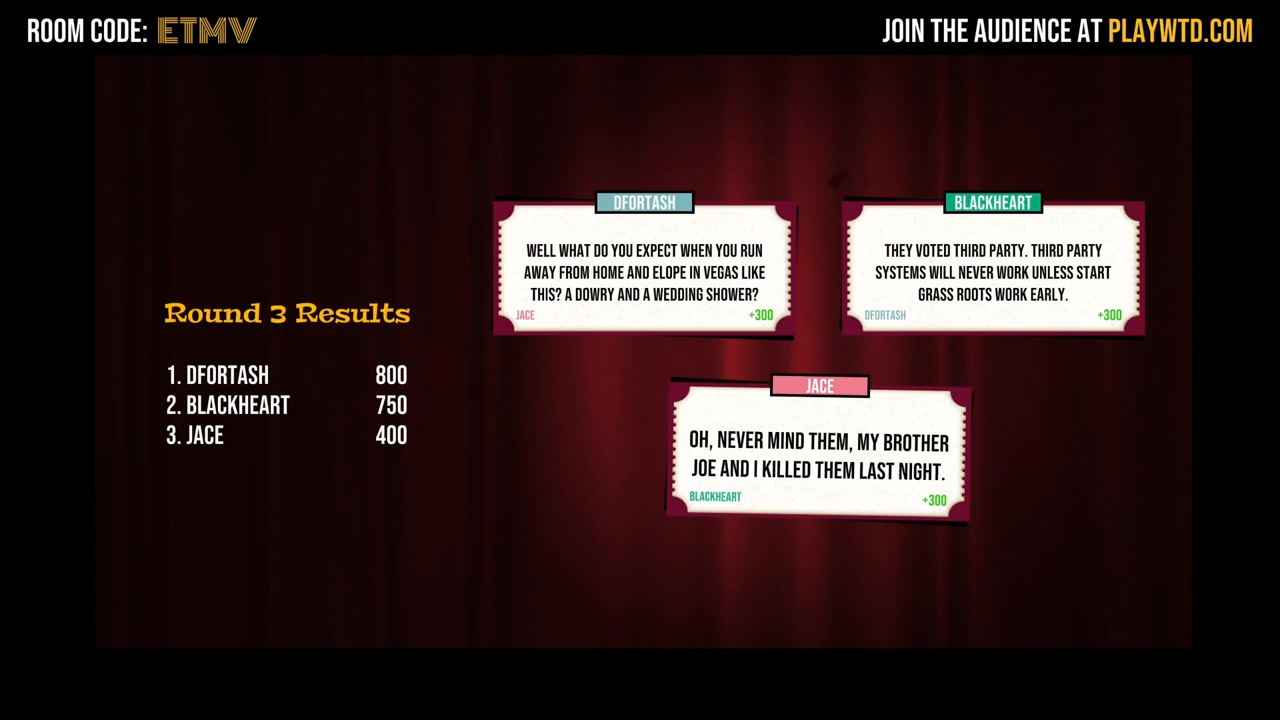 ROOM CODE: ETMV
JOIN THE AUDIENCE AT PLAYWTD.COM
Round 3 Results
1. DFORTASH 800
2. BLACKHEART 750
3. JACE 400
DFORTASH
WELL WHAT DO YOU EXPECT WHEN YOU RUN
AWAY FROM HOME AND ELOPE IN VEGAS LIKE
THIS? A DOWRY AND A WEDDING SHOWER?
JACE +300
BLACKHEART
THEY VOTED THIRD PARTY. THIRD PARTY
SYSTEMS WILL NEVER WORK UNLESS START
GRASS ROOTS WORK EARLY.
DFORTASH +300
JACE
OH, NEVER MIND THEM, MY BROTHER
JOE AND I KILLED THEM LAST NIGHT.
BLACKHEART +300